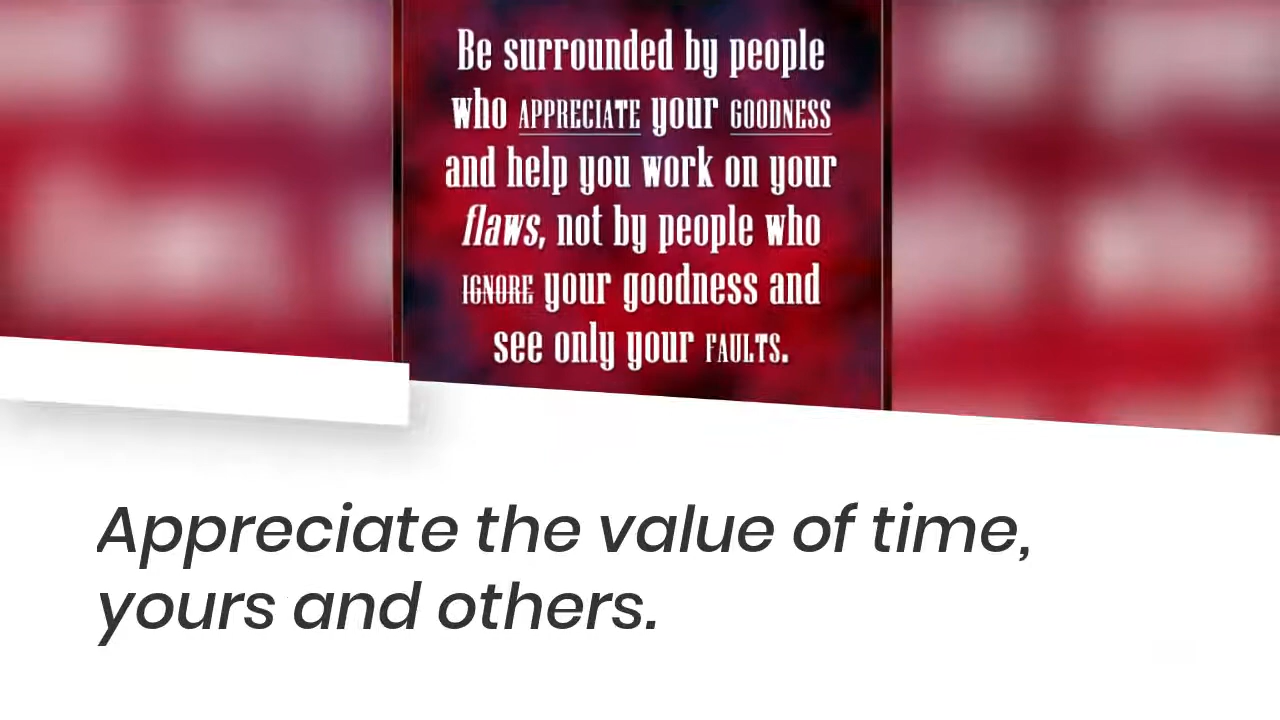 Be surrounded by people
who APPRECIATE your GOODNESS
and help you work on your
flaws, not by people who
IGNORE your goodness and
see only your FAULTS.
Appreciate the value of time,
yours and others.